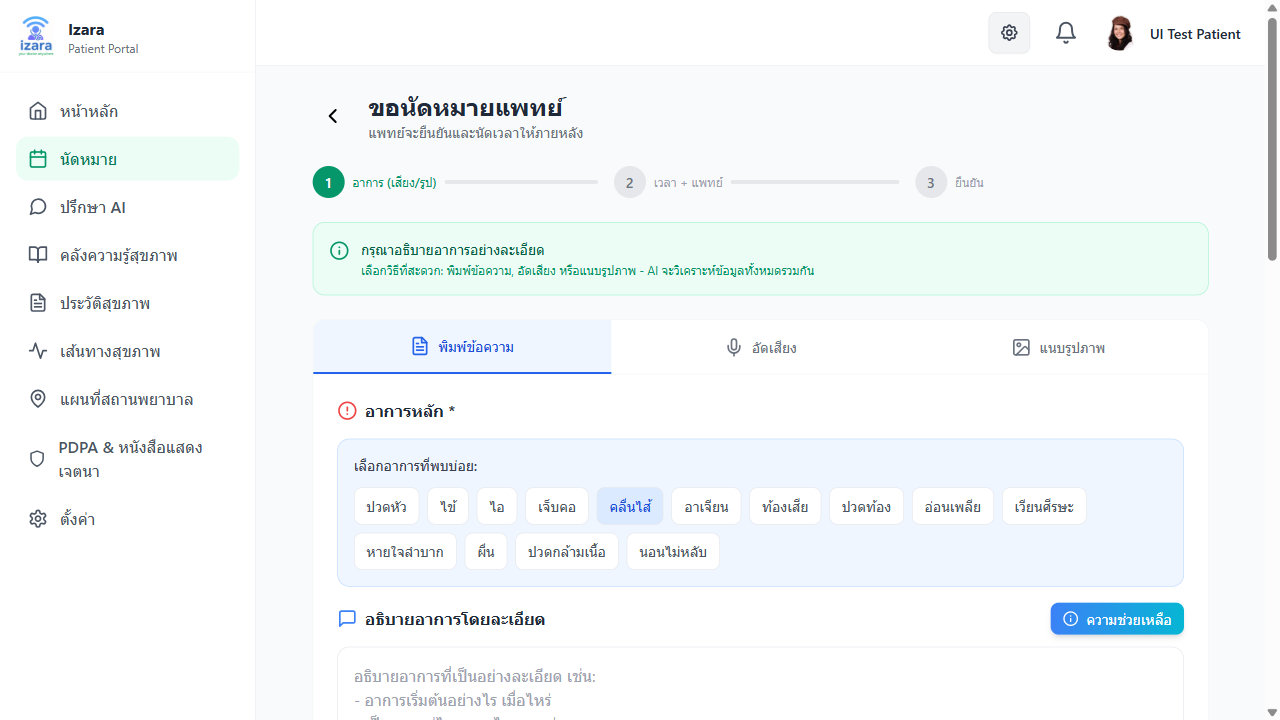 izara
Izara
Patient Portal
UI Test Patient
หน้าหลัก
นัดหมาย
ปรึกษา AI
คลังความรู้สุขภาพ
ประวัติสุขภาพ
เส้นทางสุขภาพ
แผนที่สถานพยาบาล
PDPA & หนังสือแสดง
เจตนา
ตั้งค่า
ขอนัดหมายแพทย์
แพทย์จะยืนยันและนัดเวลาให้ภายหลัง
1 อาการ (เสียง/รูป) 2 เวลา + แพทย์ 3 ยืนยัน
กรุณาอธิบายอาการอย่างละเอียด
เลือกวิธีที่สะดวก: พิมพ์ข้อความ, อัดเสียง หรือแนบรูปภาพ - AI จะวิเคราะห์ข้อมูลทั้งหมดรวมกัน
พิมพ์ข้อความ อัดเสียง แนบรูปภาพ
อาการหลัก *
เลือกอาการที่พบบ่อย:
ปวดหัว ไข้ ไอ เจ็บคอ คลื่นไส้ อาเจียน ท้องเสีย ปวดท้อง อ่อนเพลีย เวียนศีรษะ
หายใจลำบาก ผื่น ปวดกล้ามเนื้อ นอนไม่หลับ
อธิบายอาการโดยละเอียด
ความช่วยเหลือ
อธิบายอาการที่เป็นอย่างละเอียด เช่น:
- อาการเริ่มต้นอย่างไร เมื่อไหร่